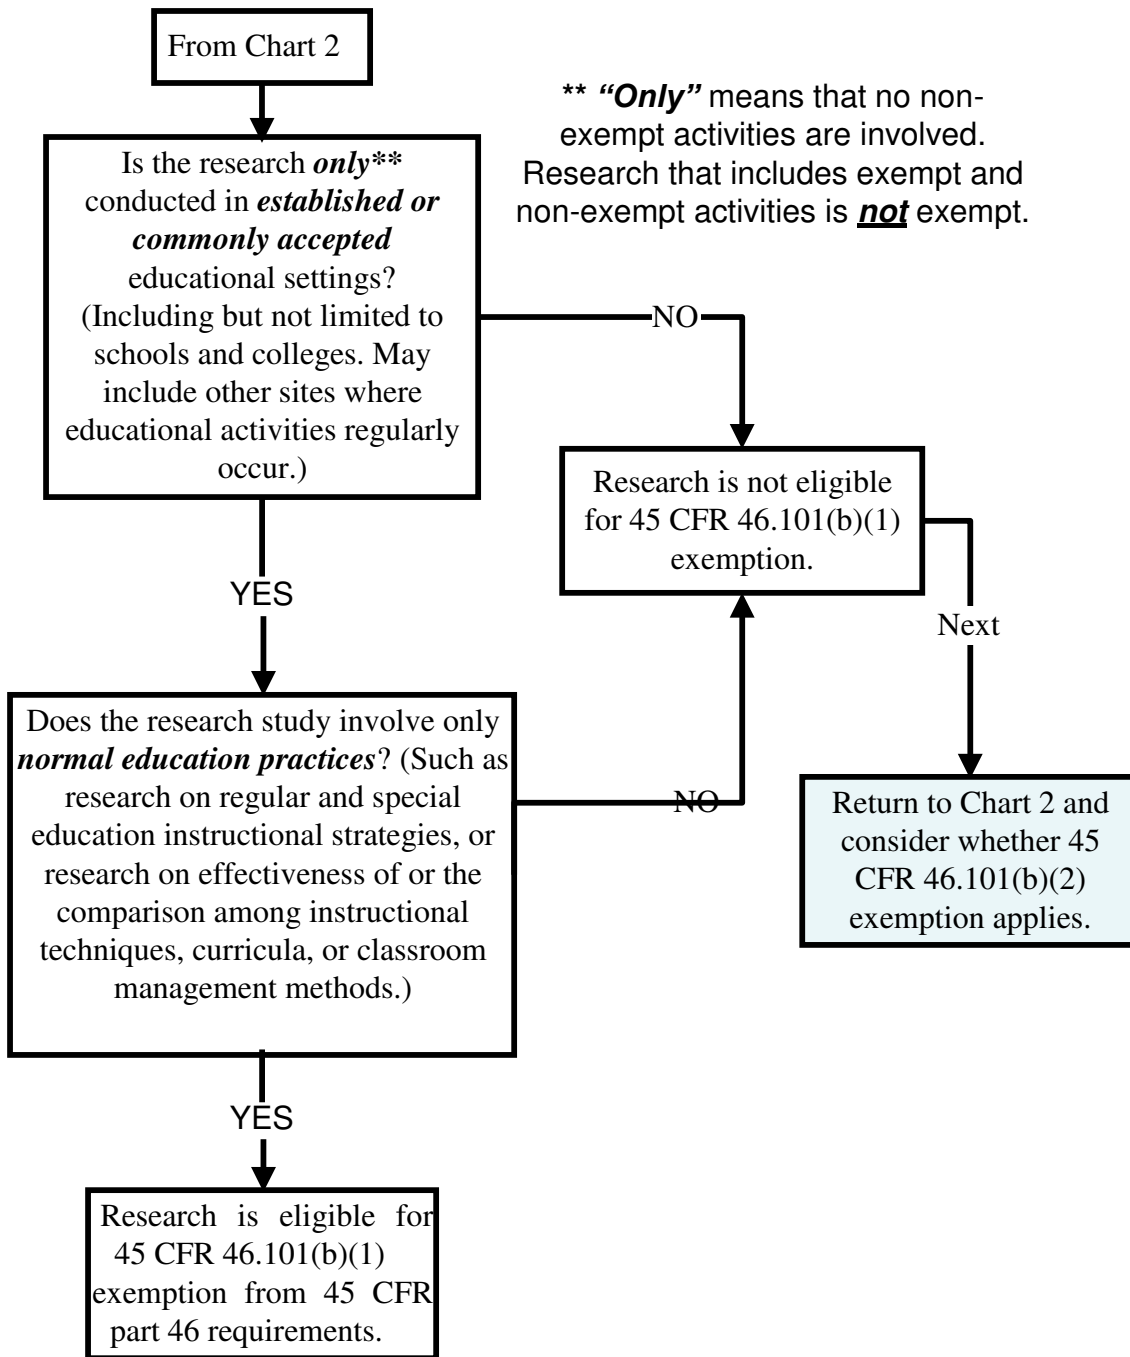 From Chart 2
** “Only” means that no non-
exempt activities are involved.
Research that includes exempt and
non-exempt activities is not exempt.
Is the research only**
conducted in established or
commonly accepted
educational settings?
(Including but not limited to
schools and colleges. May
include other sites where
educational activities regularly
occur.)
NO
Research is not eligible
for 45 CFR 46.101(b)(1)
exemption.
YES
Next
Does the research study involve only
normal education practices? (Such as
research on regular and special
education instructional strategies, or
research on effectiveness of or the
comparison among instructional
techniques, curricula, or classroom
management methods.)
NO
Return to Chart 2 and
consider whether 45
CFR 46.101(b)(2)
exemption applies.
YES
Research is eligible for
45 CFR 46.101(b)(1)
exemption from 45 CFR
part 46 requirements.